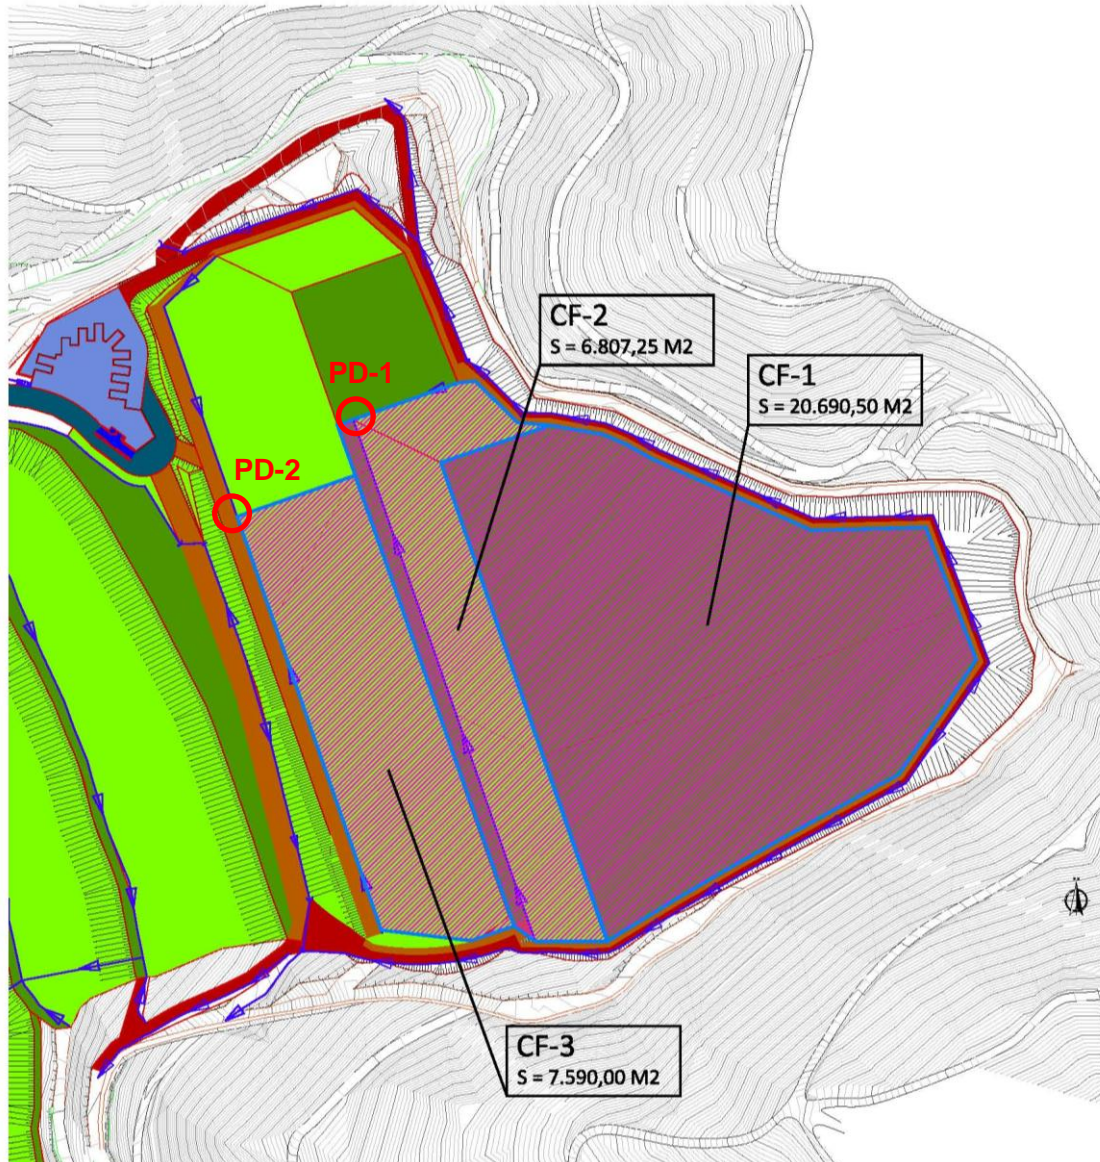 CF-2
S = 6.807,25 M2
CF-1
S = 20.690,50 M2
PD-1
PD-2
CF-3
S = 7.590,00 M2